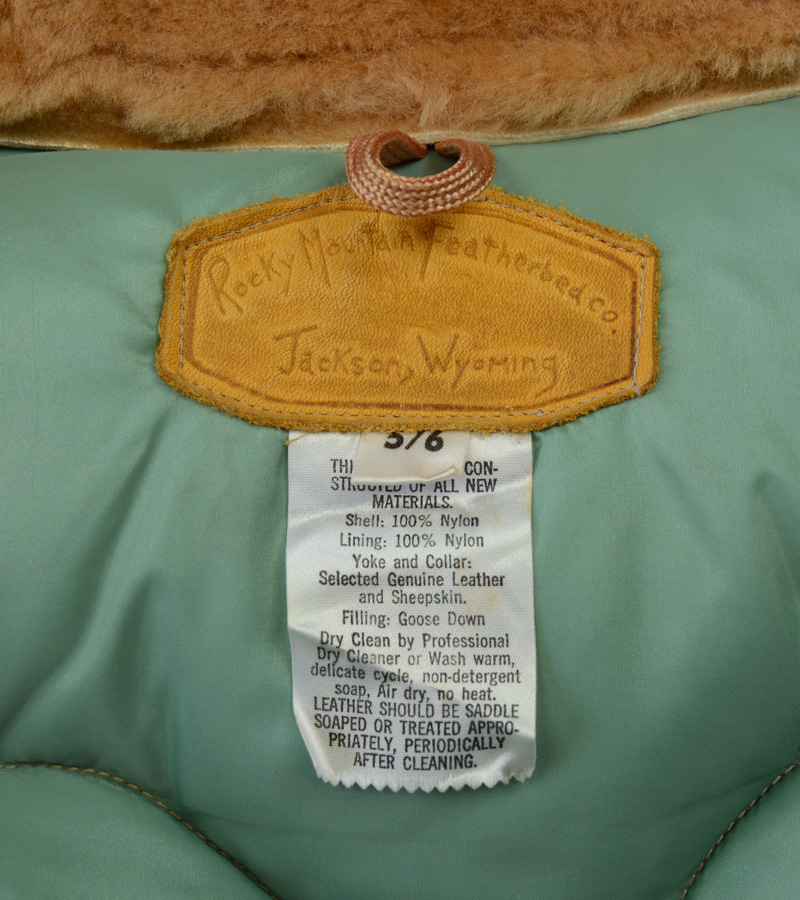 Rocky Mountain Featherbed co.
Jackson, Wyoming
5/6
CON-
OF ALL NEW
MATERIALS.
Shell: 100% Nylon
Lining: 100% Nylon
Yoke and Collar:
Selected Genuine Leather
and Sheepskin.
Filling: Goose Down
Dry Clean by Professional
Dry Cleaner or Wash warm,
delicate cycle, non-detergent
soap, Air dry, no heat.
LEATHER SHOULD BE SADDLE
SOAPED OR TREATED APPRO-
PRIATELY, PERIODICALLY
AFTER CLEANING.